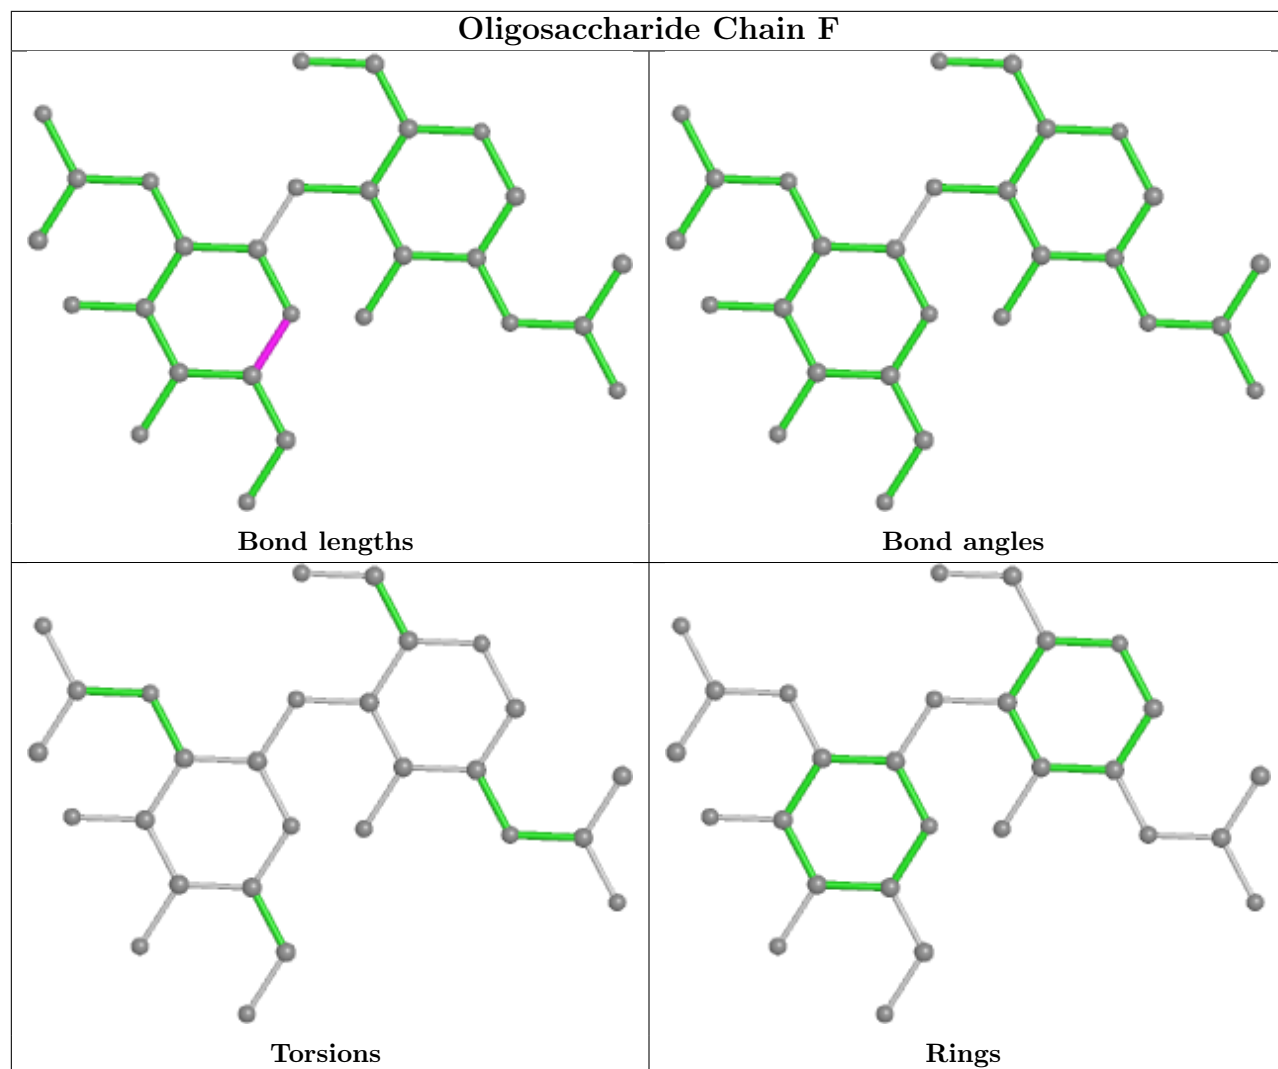 Oligosaccharide Chain F
Bond lengths
Bond angles
Torsions
Rings